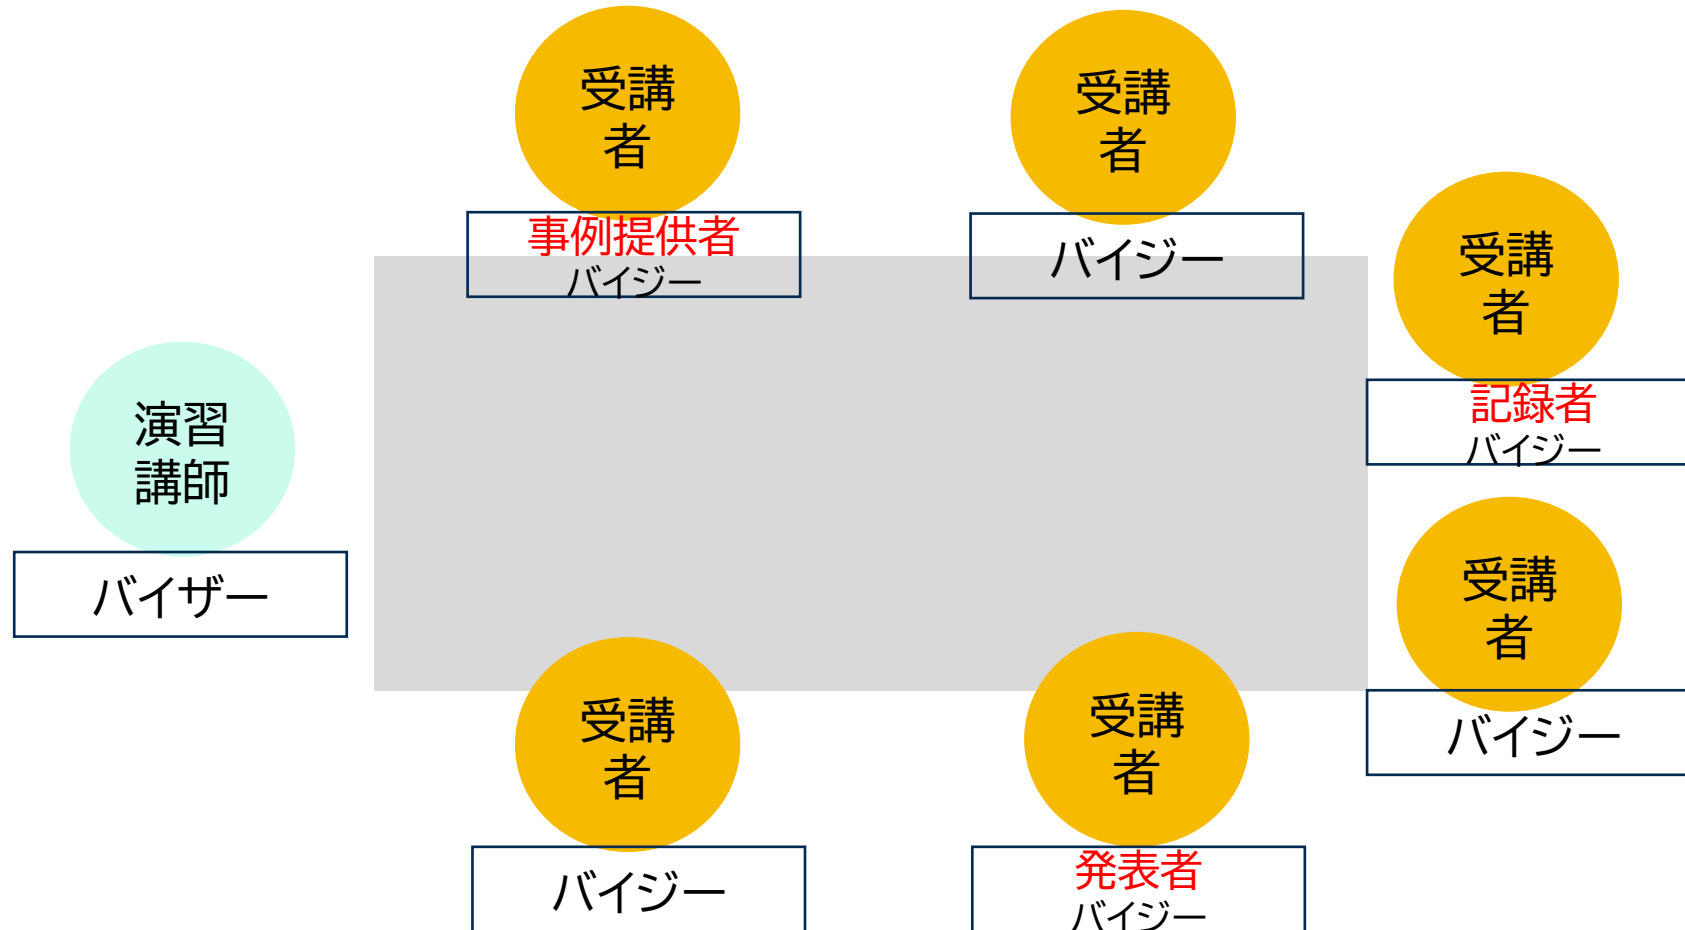 受講
者
事例提供者
バイジー
受講
者
バイジー
受講
者
記録者
バイジー
演習
講師
バイザー
受講
者
バイジー
受講
者
バイジー
受講
者
発表者
バイジー